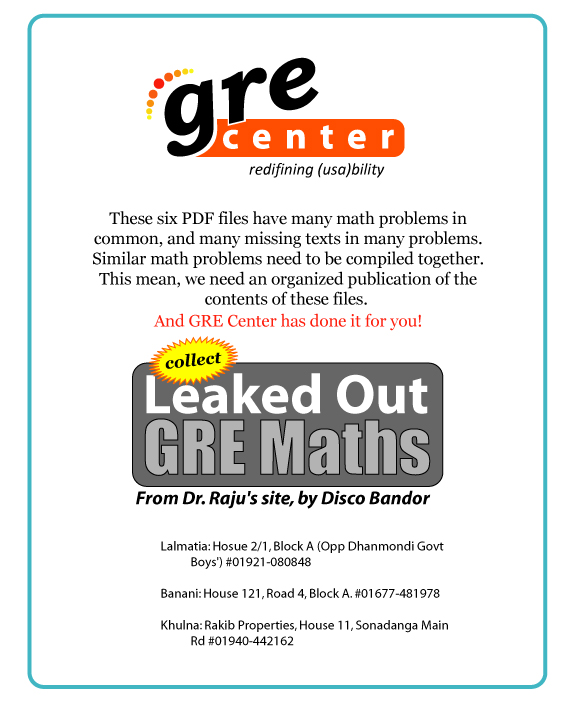 gre
center
redifining (usa)bility
These six PDF files have many math problems in
common, and many missing texts in many problems.
Similar math problems need to be compiled together.
This mean, we need an organized publication of the
contents of these files.
And GRE Center has done it for you!
collect
Leaked Out
GRE Maths
From Dr. Raju's site, by Disco Bandor
Lalmatia: Hosue 2/1, Block A (Opp Dhanmondi Govt
Boys') #01921-080848
Banani: House 121, Road 4, Block A. #01677-481978
Khulna: Rakib Properties, House 11, Sonadanga Main
Rd #01940-442162